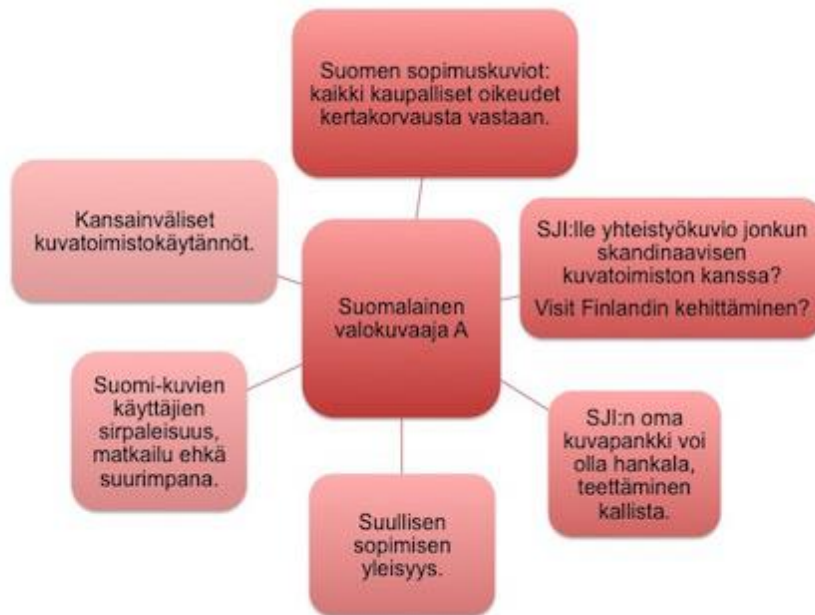 Suomen sopimuskuviot:
kaikki kaupalliset oikeudet
kertakorvausta vastaan.
Kansainväliset
kuvatoimistokäytännöt.
SJI:lle yhteistyökuvio jonkun
skandinaavisen
kuvatoimiston kanssa?
Visit Finlandin kehittäminen?
Suomalainen
valokuvaaja A
Suomi-kuvien
käyttäjien
sirpaleisuus,
matkailu ehkä
suurimpana.
SJI:n oma
kuvapankki voi
olla hankala,
teettäminen
kallista.
Suullisen
sopimisen
yleisyys.